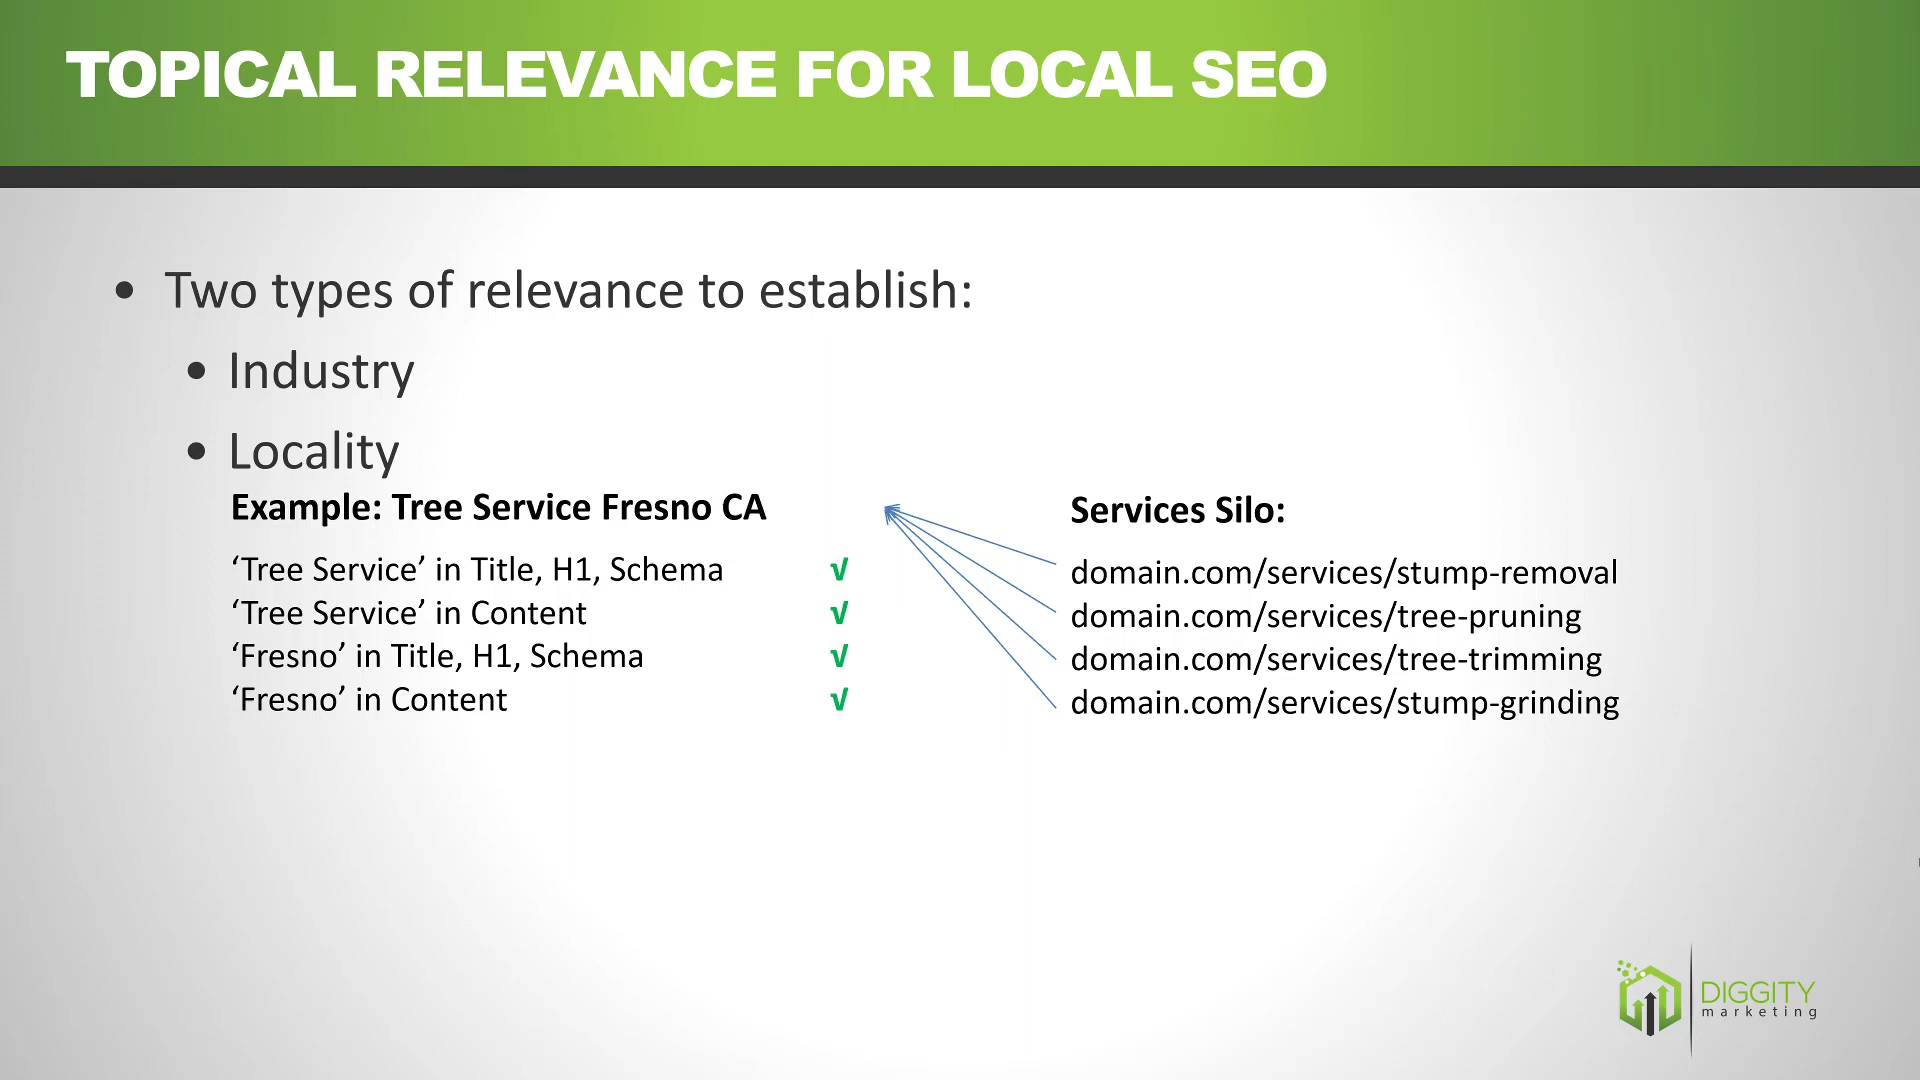 TOPICAL RELEVANCE FOR LOCAL SEO
• Two types of relevance to establish:
• Industry
• Locality
Example: Tree Service Fresno CA
‘Tree Service’ in Title, H1, Schema √
‘Tree Service’ in Content √
‘Fresno’ in Title, H1, Schema √
‘Fresno’ in Content √
Services Silo:
domain.com/services/stump-removal
domain.com/services/tree-pruning
domain.com/services/tree-trimming
domain.com/services/stump-grinding
DIGGITY
marketing